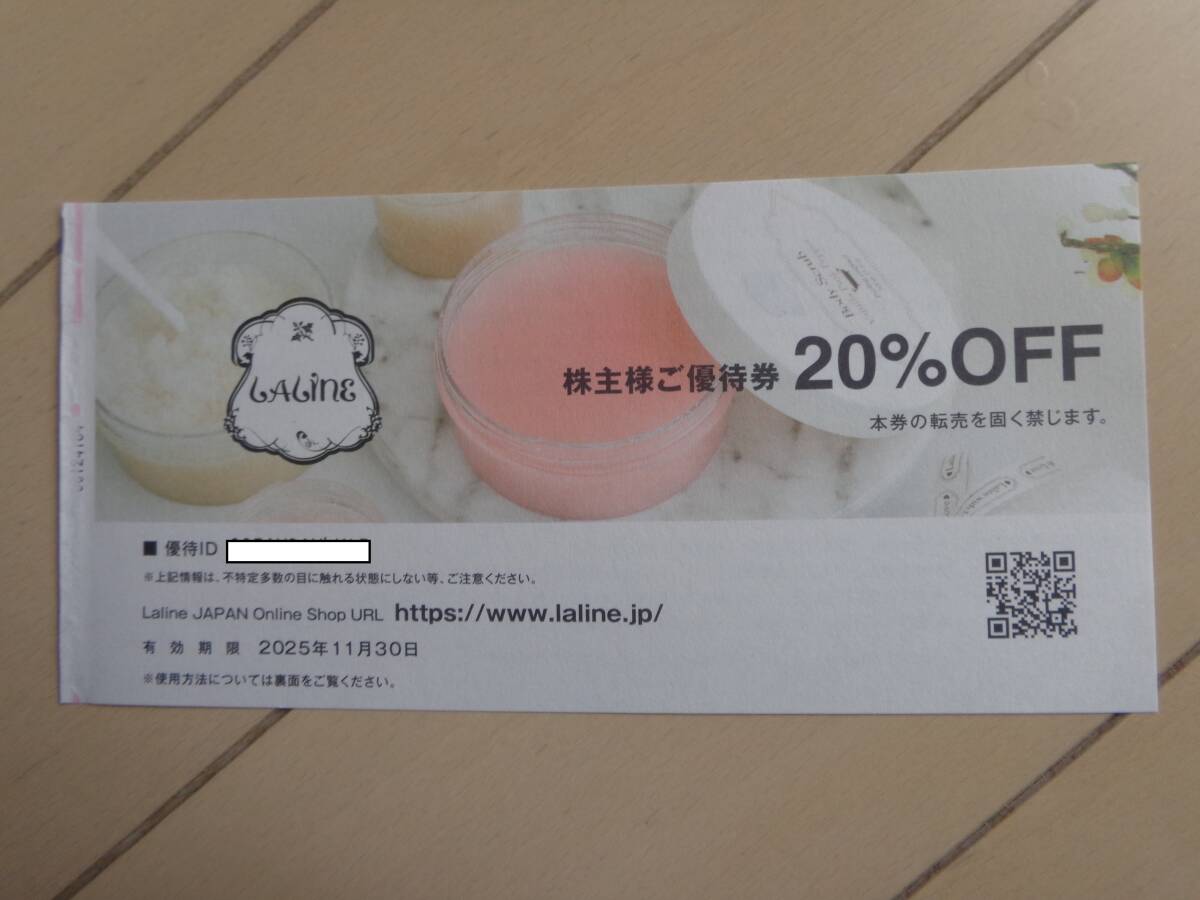 LALINE
Body Scrub
株主様ご優待券 20%OFF
本券の転売を固く禁じます。
■ 優待ID
※上記情報は、不特定多数の目に触れる状態にしない等、ご注意ください。
Laline JAPAN Online Shop URL https://www.laline.jp/
有効期限 2025年11月30日
※使用方法については裏面をご覧ください。